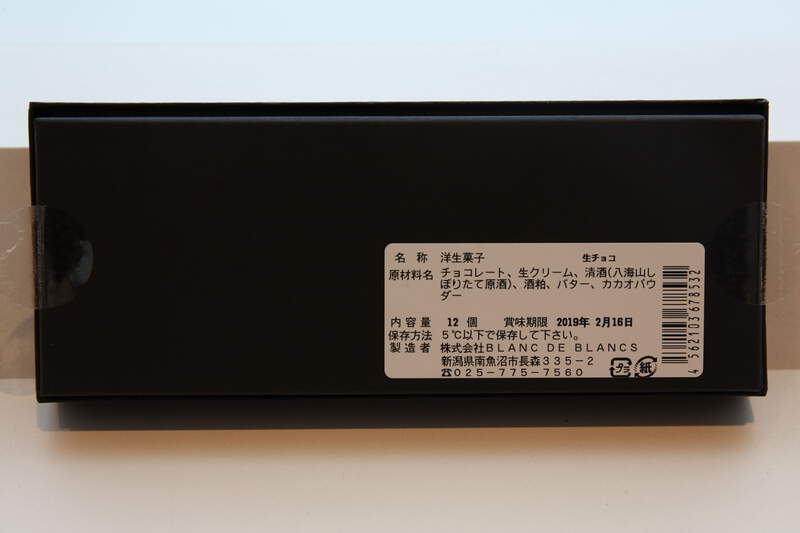 名称 洋生菓子 生チョコ
原材料名 チョコレート、生クリーム、清酒(八海山し
ぼりたて原酒)、酒粕、バター、カカオパウ
ダー
内容量 12 個 賞味期限 2019年 2月16日
保存方法 5℃以下で保存して下さい。
製造者 株式会社BLANC DE BLANCS
新潟県南魚沼市長森335-2
☎025-775-7560
プラ 紙
4 562103 678532